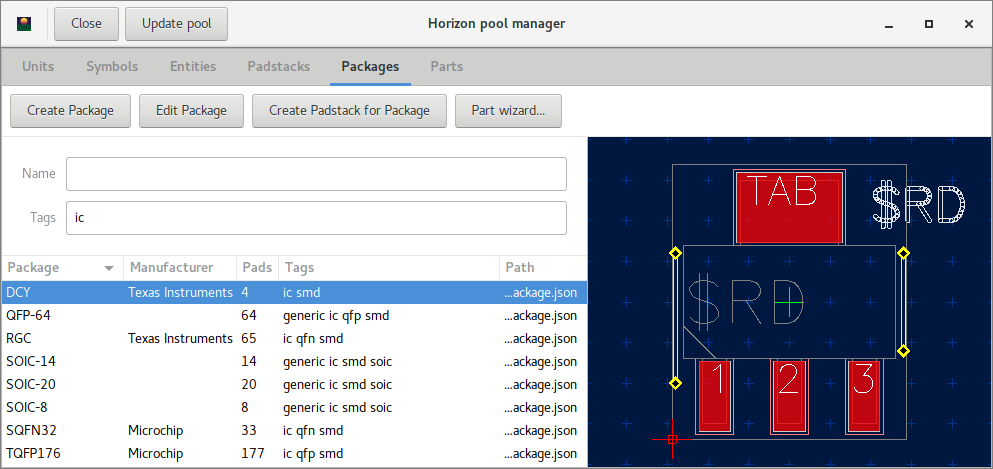 Close Update pool Horizon pool manager
Units Symbols Entities Padstacks Packages Parts
Create Package Edit Package Create Padstack for Package Part wizard...
Name
Tags ic
Package Manufacturer Pads Tags Path
DCY Texas Instruments 4 ic smd ...ackage.json
QFP-64 64 generic ic qfp smd ...ackage.json
RGC Texas Instruments 65 ic qfn smd ...ackage.json
SOIC-14 14 generic ic smd soic ...ackage.json
SOIC-20 20 generic ic smd soic ...ackage.json
SOIC-8 8 generic ic smd soic ...ackage.json
SQFN32 Microchip 33 ic qfn smd ...ackage.json
TQFP176 Microchip 177 ic qfp smd ...ackage.json
TAB
$RD
$RD
1 2 3